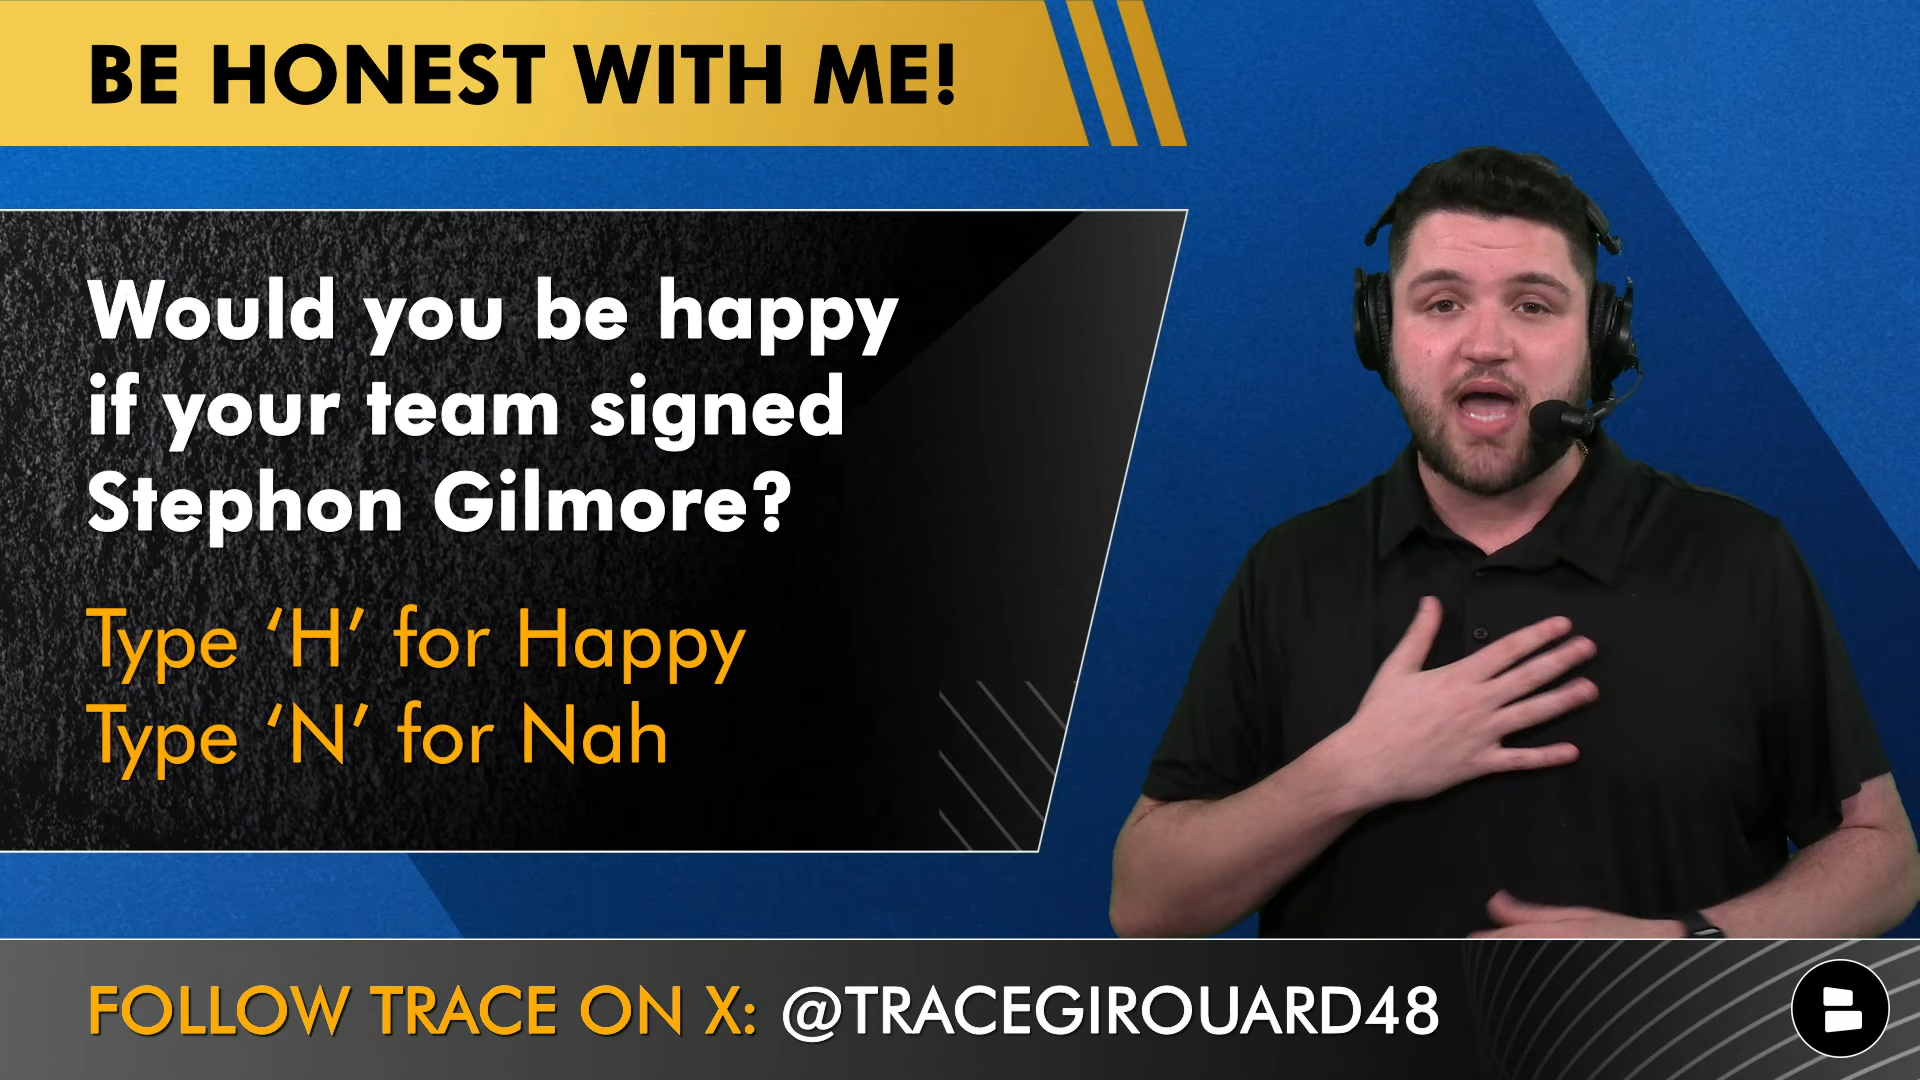 BE HONEST WITH ME!
Would you be happy
if your team signed
Stephon Gilmore?
Type ‘H’ for Happy
Type ‘N’ for Nah
FOLLOW TRACE ON X: @TRACEGIROUARD48